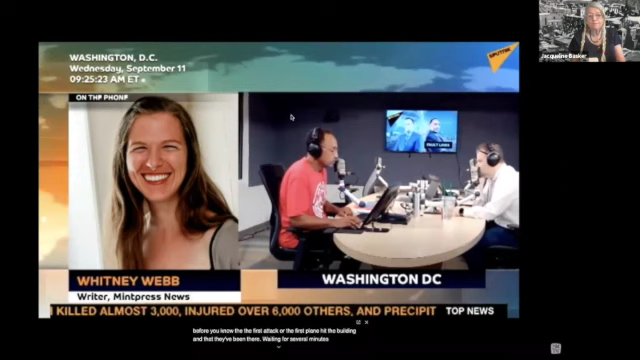 Jacqueline Basker
WASHINGTON, D.C.
Wednesday, September 11
09:25:23 AM ET
SPUTNIK
ON THE PHONE
FAULT LINES
WHITNEY WEBB
Writer, Mintpress News
WASHINGTON DC
KILLED ALMOST 3,000, INJURED OVER 6,000 OTHERS, AND PRECIPIT
TOP NEWS
before you know the the first attack or the first plane hit the building
and that they've been there. Waiting for several minutes